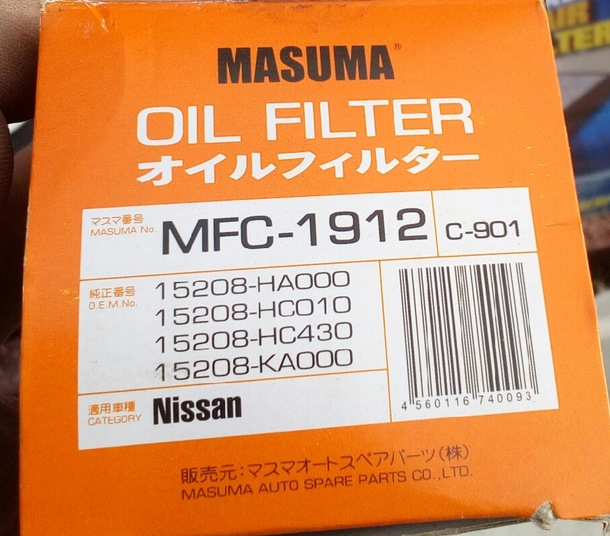 MASUMA®
OIL FILTER
オイルフィルター
マスマ番号
MASUMA No.
MFC-1912
C-901
純正番号
O.E.M.No.
15208-HA000
15208-HC010
15208-HC430
15208-KA000
4 560116 740093
適用車種
CATEGORY
Nissan
販売元:マスマオートスペアパーツ(株)
MASUMA AUTO SPARE PARTS CO.,LTD.
AIR
FILTER